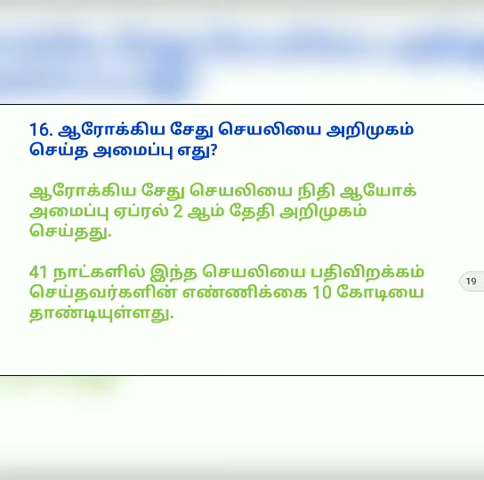 16. ஆரோக்கிய சேது செயலியை அறிமுகம்
செய்த அமைப்பு எது?
ஆரோக்கிய சேது செயலியை நிதி ஆயோக்
அமைப்பு ஏப்ரல் 2 ஆம் தேதி அறிமுகம்
செய்தது.
41 நாட்களில் இந்த செயலியை பதிவிறக்கம்
செய்தவர்களின் எண்ணிக்கை 10 கோடியை
தாண்டியுள்ளது.
19